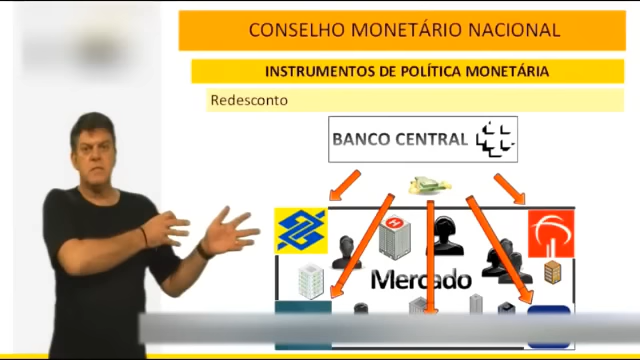 CONSELHO MONETÁRIO NACIONAL
INSTRUMENTOS DE POLÍTICA MONETÁRIA
Redesconto
BANCO CENTRAL
H
Mercado